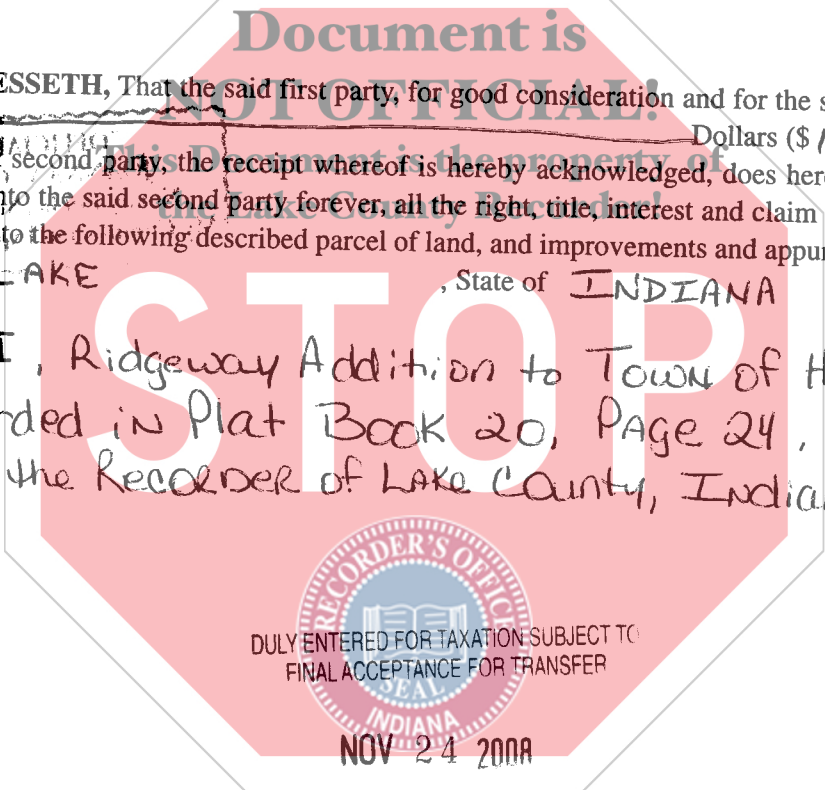 Document is
NOT OFFICIAL!
This Document is the property of
the Lake County Recorder!
STOP
ESSETH, That the said first party, for good consideration and for the s
Dollars ($
second party, the receipt whereof is hereby acknowledged, does here
nto the said second party forever, all the right, title, interest and claim
to the following described parcel of land, and improvements and appur
LAKE , State of INDIANA
I, Ridgeway Addition to Town of H
rded in Plat Book 20, Page 24,
the Recorder of Lake County, Indian
RECORDER'S OFFICE
SEAL
INDIANA
DULY ENTERED FOR TAXATION SUBJECT TO
FINAL ACCEPTANCE FOR TRANSFER
NOV 24 2008